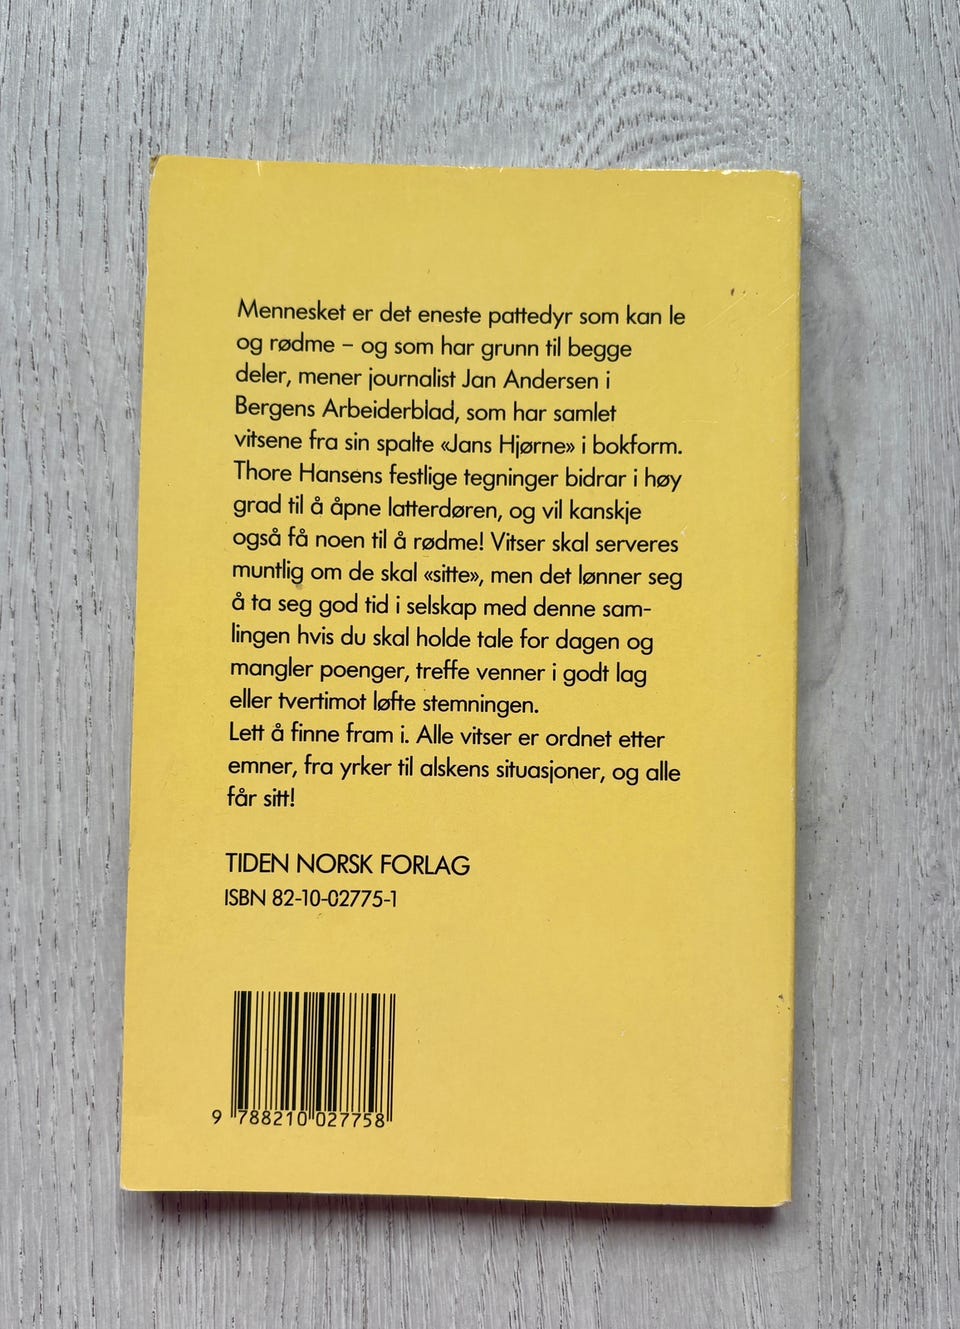 Mennesket er det eneste pattedyr som kan le
og rødme – og som har grunn til begge
deler, mener journalist Jan Andersen i
Bergens Arbeiderblad, som har samlet
vitsene fra sin spalte «Jans Hjørne» i bokform.
Thore Hansens festlige tegninger bidrar i høy
grad til å åpne latterdøren, og vil kanskje
også få noen til å rødme! Vitser skal serveres
muntlig om de skal «sitte», men det lønner seg
å ta seg god tid i selskap med denne sam-
lingen hvis du skal holde tale for dagen og
mangler poenger, treffe venner i godt lag
eller tvertimot løfte stemningen.
Lett å finne fram i. Alle vitser er ordnet etter
emner, fra yrker til alskens situasjoner, og alle
får sitt!
TIDEN NORSK FORLAG
ISBN 82-10-02775-1
9 788210 027758